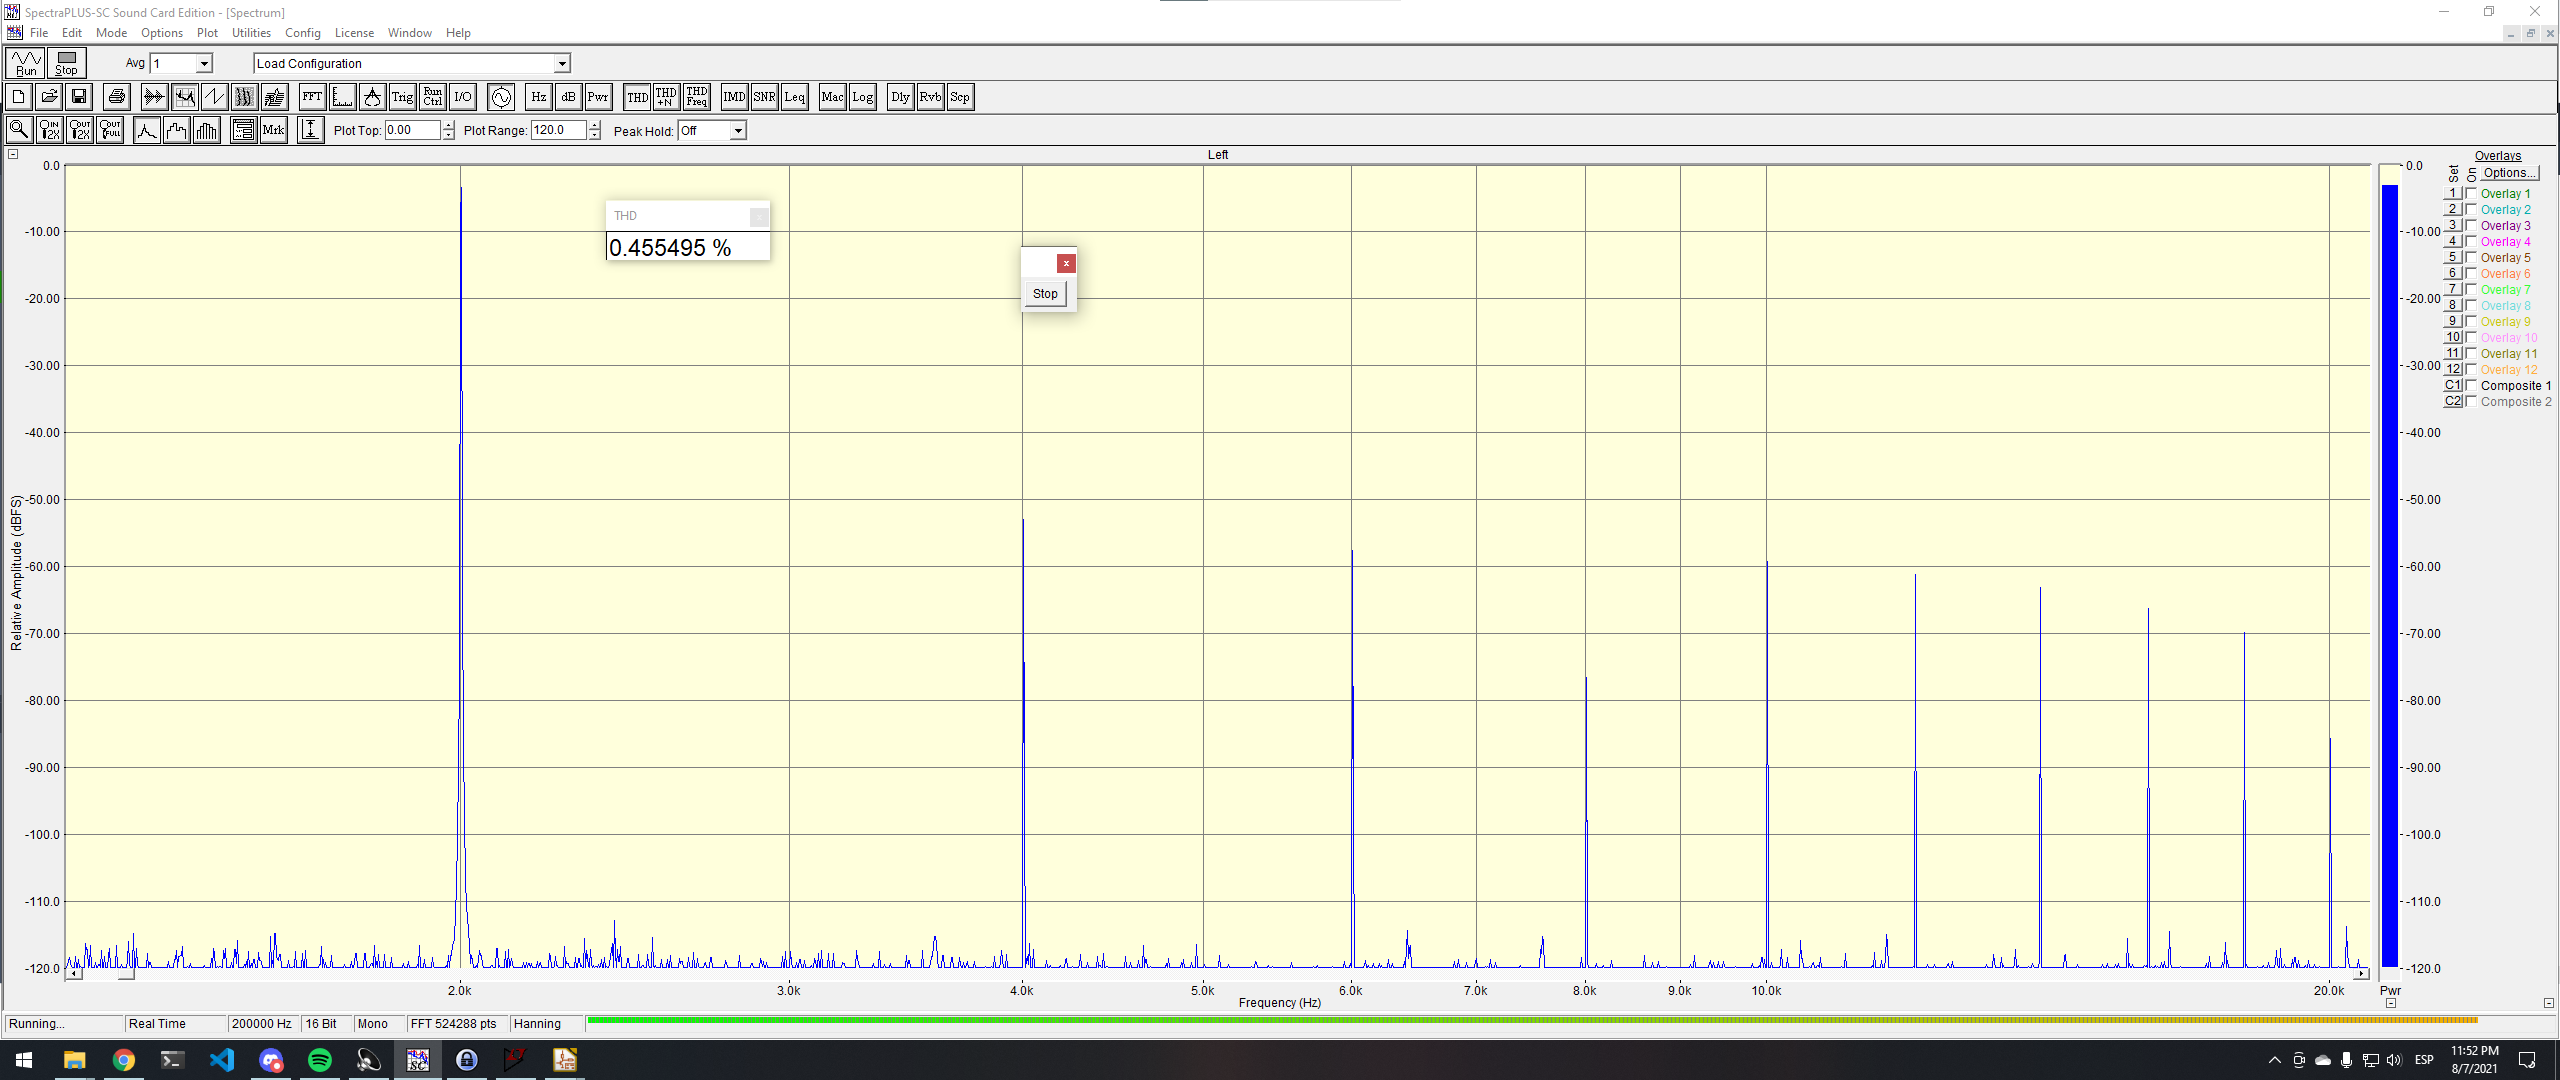 SpectraPLUS-SC Sound Card Edition - [Spectrum]
File Edit Mode Options Plot Utilities Config License Window Help
Run Stop Avg 1 Load Configuration
FFT Trig Run Ctrl I/O Hz dB Pwr THD THD +N THD Freq IMD SNR Leq Mac Log Dly Rvb Scp
IN 2X OUT 2X OUT FULL Mrk Plot Top: 0.00 Plot Range: 120.0 Peak Hold: Off
Left
Relative Amplitude (dBFS)
0.0
-10.00
-20.00
-30.00
-40.00
-50.00
-60.00
-70.00
-80.00
-90.00
-100.0
-110.0
-120.0
THD
0.455495 %
x
Stop
2.0k 3.0k 4.0k 5.0k 6.0k 7.0k 8.0k 9.0k 10.0k 20.0k
Frequency (Hz)
0.0
-10.00
-20.00
-30.00
-40.00
-50.00
-60.00
-70.00
-80.00
-90.00
-100.0
-110.0
-120.0
Pwr
Overlays
Set On Options...
1 Overlay 1
2 Overlay 2
3 Overlay 3
4 Overlay 4
5 Overlay 5
6 Overlay 6
7 Overlay 7
8 Overlay 8
9 Overlay 9
10 Overlay 10
11 Overlay 11
12 Overlay 12
C1 Composite 1
C2 Composite 2
Running... Real Time 200000 Hz 16 Bit Mono FFT 524288 pts Hanning
SC
ESP
11:52 PM
8/7/2021